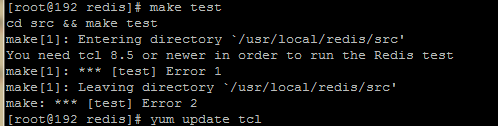 [root@192 redis]# make test
cd src && make test
make[1]: Entering directory `/usr/local/redis/src'
You need tcl 8.5 or newer in order to run the Redis test
make[1]: *** [test] Error 1
make[1]: Leaving directory `/usr/local/redis/src'
make: *** [test] Error 2
[root@192 redis]# yum update tcl